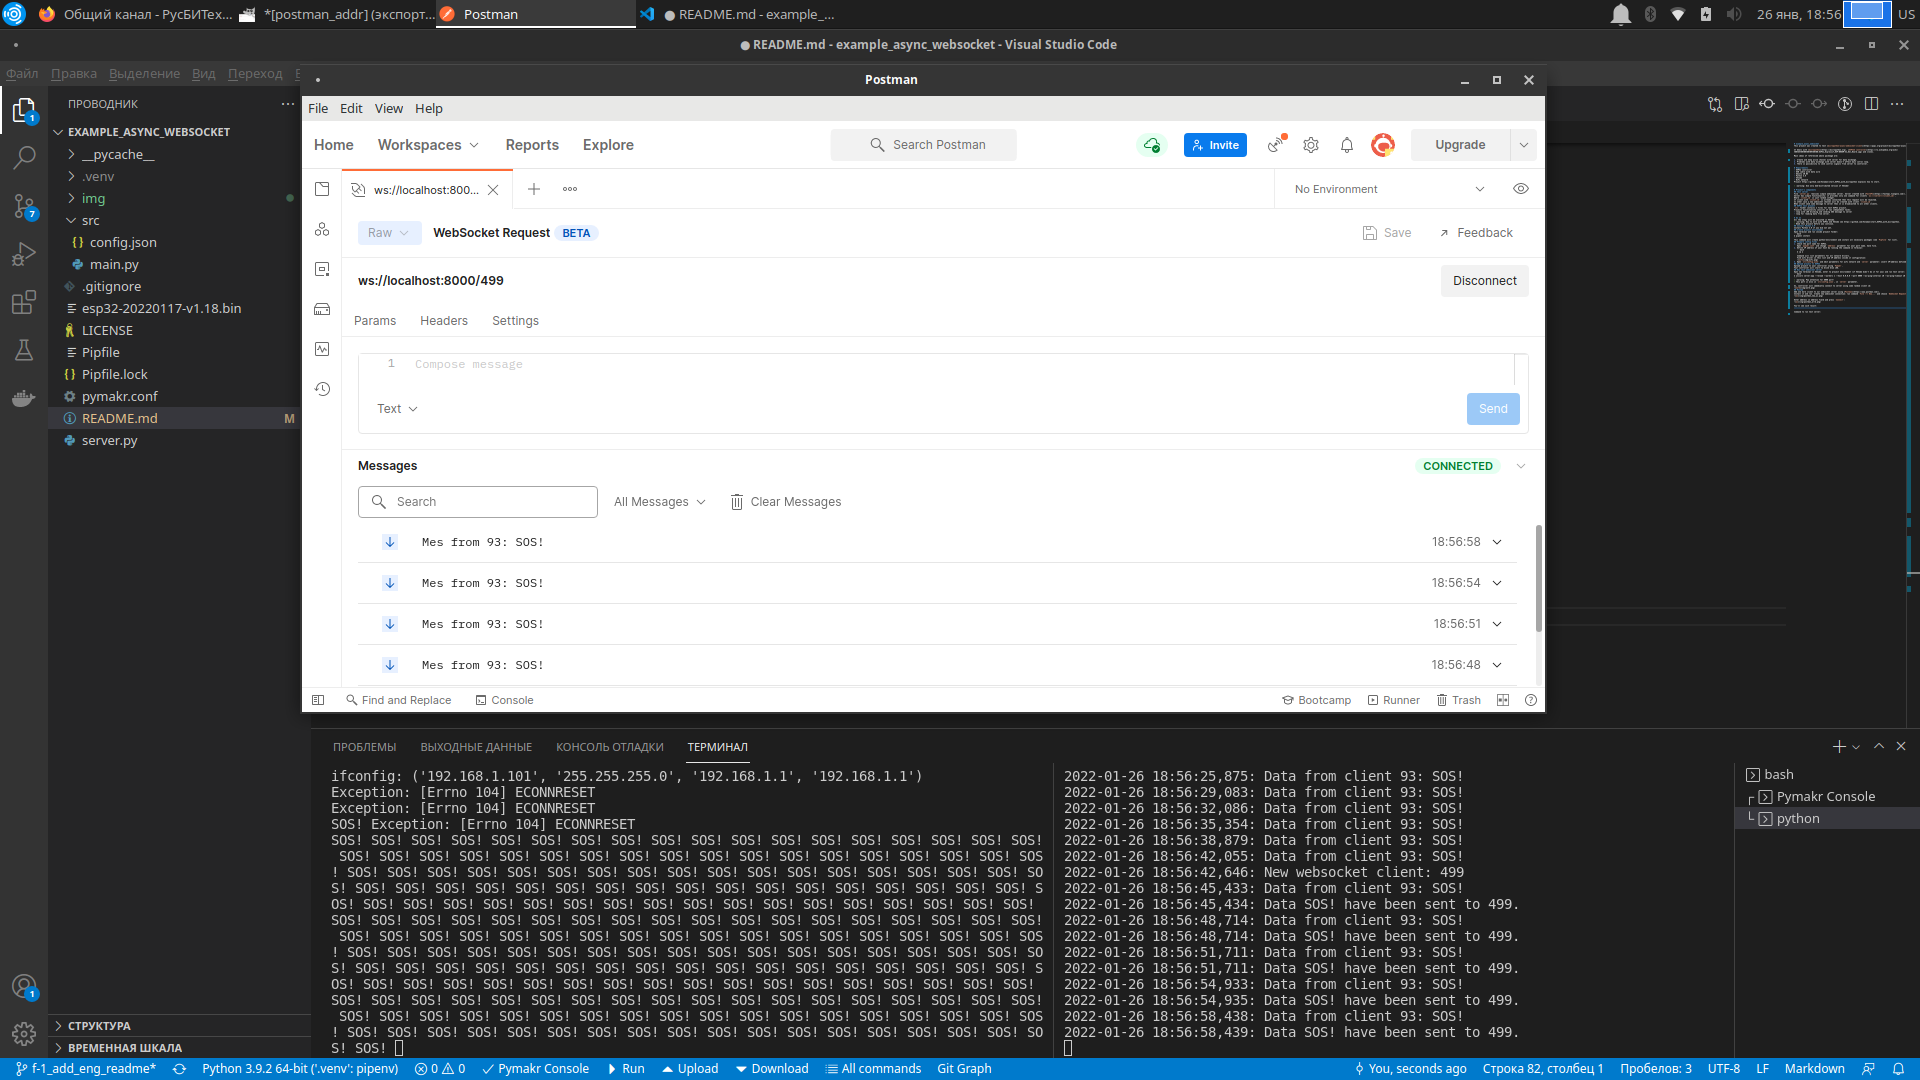 Общий канал - РусБИТех...
*[postman_addr] (экспорт...
Postman
● README.md - example_...
26 янв, 18:56
US
● README.md - example_async_websocket - Visual Studio Code
Файл Правка Выделение Вид Переход
ПРОВОДНИК
EXAMPLE_ASYNC_WEBSOCKET
__pycache__
.venv
img
src
config.json
main.py
.gitignore
esp32-20220117-v1.18.bin
LICENSE
Pipfile
Pipfile.lock
pymakr.conf
README.md M
server.py
СТРУКТУРА
ВРЕМЕННАЯ ШКАЛА
1
7
1
Postman
File Edit View Help
Home Workspaces Reports Explore
Search Postman
Invite
Upgrade
ws://localhost:800...
No Environment
Raw WebSocket Request BETA
Save Feedback
ws://localhost:8000/499
Disconnect
Params Headers Settings
1 Compose message
Text
Send
Messages
CONNECTED
Search All Messages Clear Messages
Mes from 93: SOS! 18:56:58
Mes from 93: SOS! 18:56:54
Mes from 93: SOS! 18:56:51
Mes from 93: SOS! 18:56:48
Find and Replace Console
Bootcamp Runner Trash
ПРОБЛЕМЫ ВЫХОДНЫЕ ДАННЫЕ КОНСОЛЬ ОТЛАДКИ ТЕРМИНАЛ
ifconfig: ('192.168.1.101', '255.255.255.0', '192.168.1.1', '192.168.1.1')
Exception: [Errno 104] ECONNRESET
Exception: [Errno 104] ECONNRESET
SOS! Exception: [Errno 104] ECONNRESET
SOS! SOS! SOS! SOS! SOS! SOS! SOS! SOS! SOS! SOS! SOS! SOS! SOS! SOS! SOS! SOS! SOS! SOS!
SOS! SOS! SOS! SOS! SOS! SOS! SOS! SOS! SOS! SOS! SOS! SOS! SOS! SOS! SOS! SOS! SOS! SOS
! SOS! SOS! SOS! SOS! SOS! SOS! SOS! SOS! SOS! SOS! SOS! SOS! SOS! SOS! SOS! SOS! SOS! SO
S! SOS! SOS! SOS! SOS! SOS! SOS! SOS! SOS! SOS! SOS! SOS! SOS! SOS! SOS! SOS! SOS! SOS! S
OS! SOS! SOS! SOS! SOS! SOS! SOS! SOS! SOS! SOS! SOS! SOS! SOS! SOS! SOS! SOS! SOS! SOS!
SOS! SOS! SOS! SOS! SOS! SOS! SOS! SOS! SOS! SOS! SOS! SOS! SOS! SOS! SOS! SOS! SOS! SOS!
SOS! SOS! SOS! SOS! SOS! SOS! SOS! SOS! SOS! SOS! SOS! SOS! SOS! SOS! SOS! SOS! SOS! SOS
! SOS! SOS! SOS! SOS! SOS! SOS! SOS! SOS! SOS! SOS! SOS! SOS! SOS! SOS! SOS! SOS! SOS! SO
S! SOS! SOS! SOS! SOS! SOS! SOS! SOS! SOS! SOS! SOS! SOS! SOS! SOS! SOS! SOS! SOS! SOS! S
OS! SOS! SOS! SOS! SOS! SOS! SOS! SOS! SOS! SOS! SOS! SOS! SOS! SOS! SOS! SOS! SOS! SOS!
SOS! SOS! SOS! SOS! SOS! SOS! SOS! SOS! SOS! SOS! SOS! SOS! SOS! SOS! SOS! SOS! SOS! SOS!
SOS! SOS! SOS! SOS! SOS! SOS! SOS! SOS! SOS! SOS! SOS! SOS! SOS! SOS! SOS! SOS! SOS! SOS
! SOS! SOS! SOS! SOS! SOS! SOS! SOS! SOS! SOS! SOS! SOS! SOS! SOS! SOS! SOS! SOS! SOS! SO
S! SOS!
2022-01-26 18:56:25,875: Data from client 93: SOS!
2022-01-26 18:56:29,083: Data from client 93: SOS!
2022-01-26 18:56:32,086: Data from client 93: SOS!
2022-01-26 18:56:35,354: Data from client 93: SOS!
2022-01-26 18:56:38,879: Data from client 93: SOS!
2022-01-26 18:56:42,055: Data from client 93: SOS!
2022-01-26 18:56:42,646: New websocket client: 499
2022-01-26 18:56:45,433: Data from client 93: SOS!
2022-01-26 18:56:45,434: Data SOS! have been sent to 499.
2022-01-26 18:56:48,714: Data from client 93: SOS!
2022-01-26 18:56:48,714: Data SOS! have been sent to 499.
2022-01-26 18:56:51,711: Data from client 93: SOS!
2022-01-26 18:56:51,711: Data SOS! have been sent to 499.
2022-01-26 18:56:54,933: Data from client 93: SOS!
2022-01-26 18:56:54,935: Data SOS! have been sent to 499.
2022-01-26 18:56:58,438: Data from client 93: SOS!
2022-01-26 18:56:58,439: Data SOS! have been sent to 499.
bash
Pymakr Console
python
f-1_add_eng_readme* Python 3.9.2 64-bit ('.venv': pipenv) 0 0 Pymakr Console Run Upload Download All commands Git Graph
You, seconds ago Строка 82, столбец 1 Пробелов: 3 UTF-8 LF Markdown